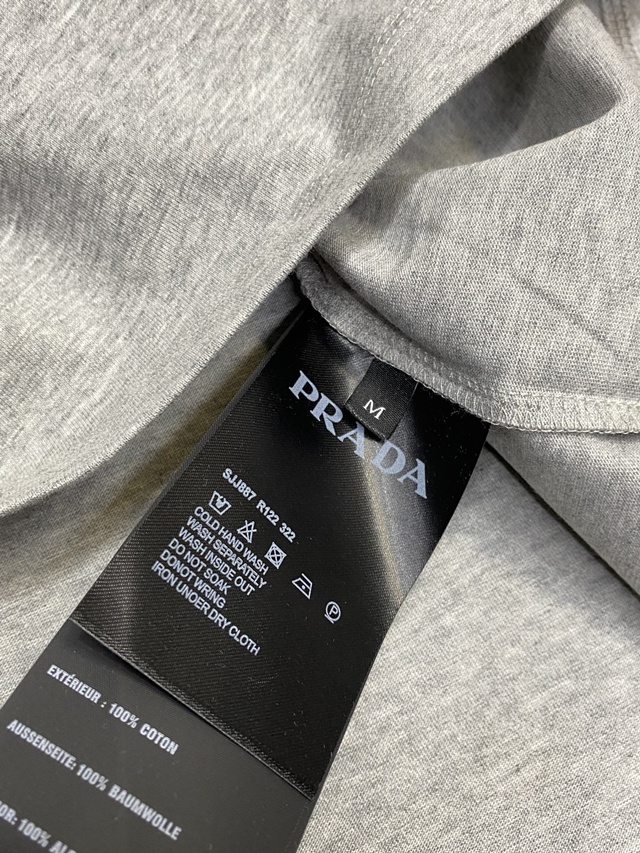 M
PRADA
SJJ887 R122 322
COLD HAND WASH
WASH SEPARATELY
WASH INSIDE OUT
DO NOT SOAK
DONOT WRING
IRON UNDER DRY CLOTH
P
EXTÉRIEUR : 100% COTON
AUSSENSEITE: 100% BAUMWOLLE
100%